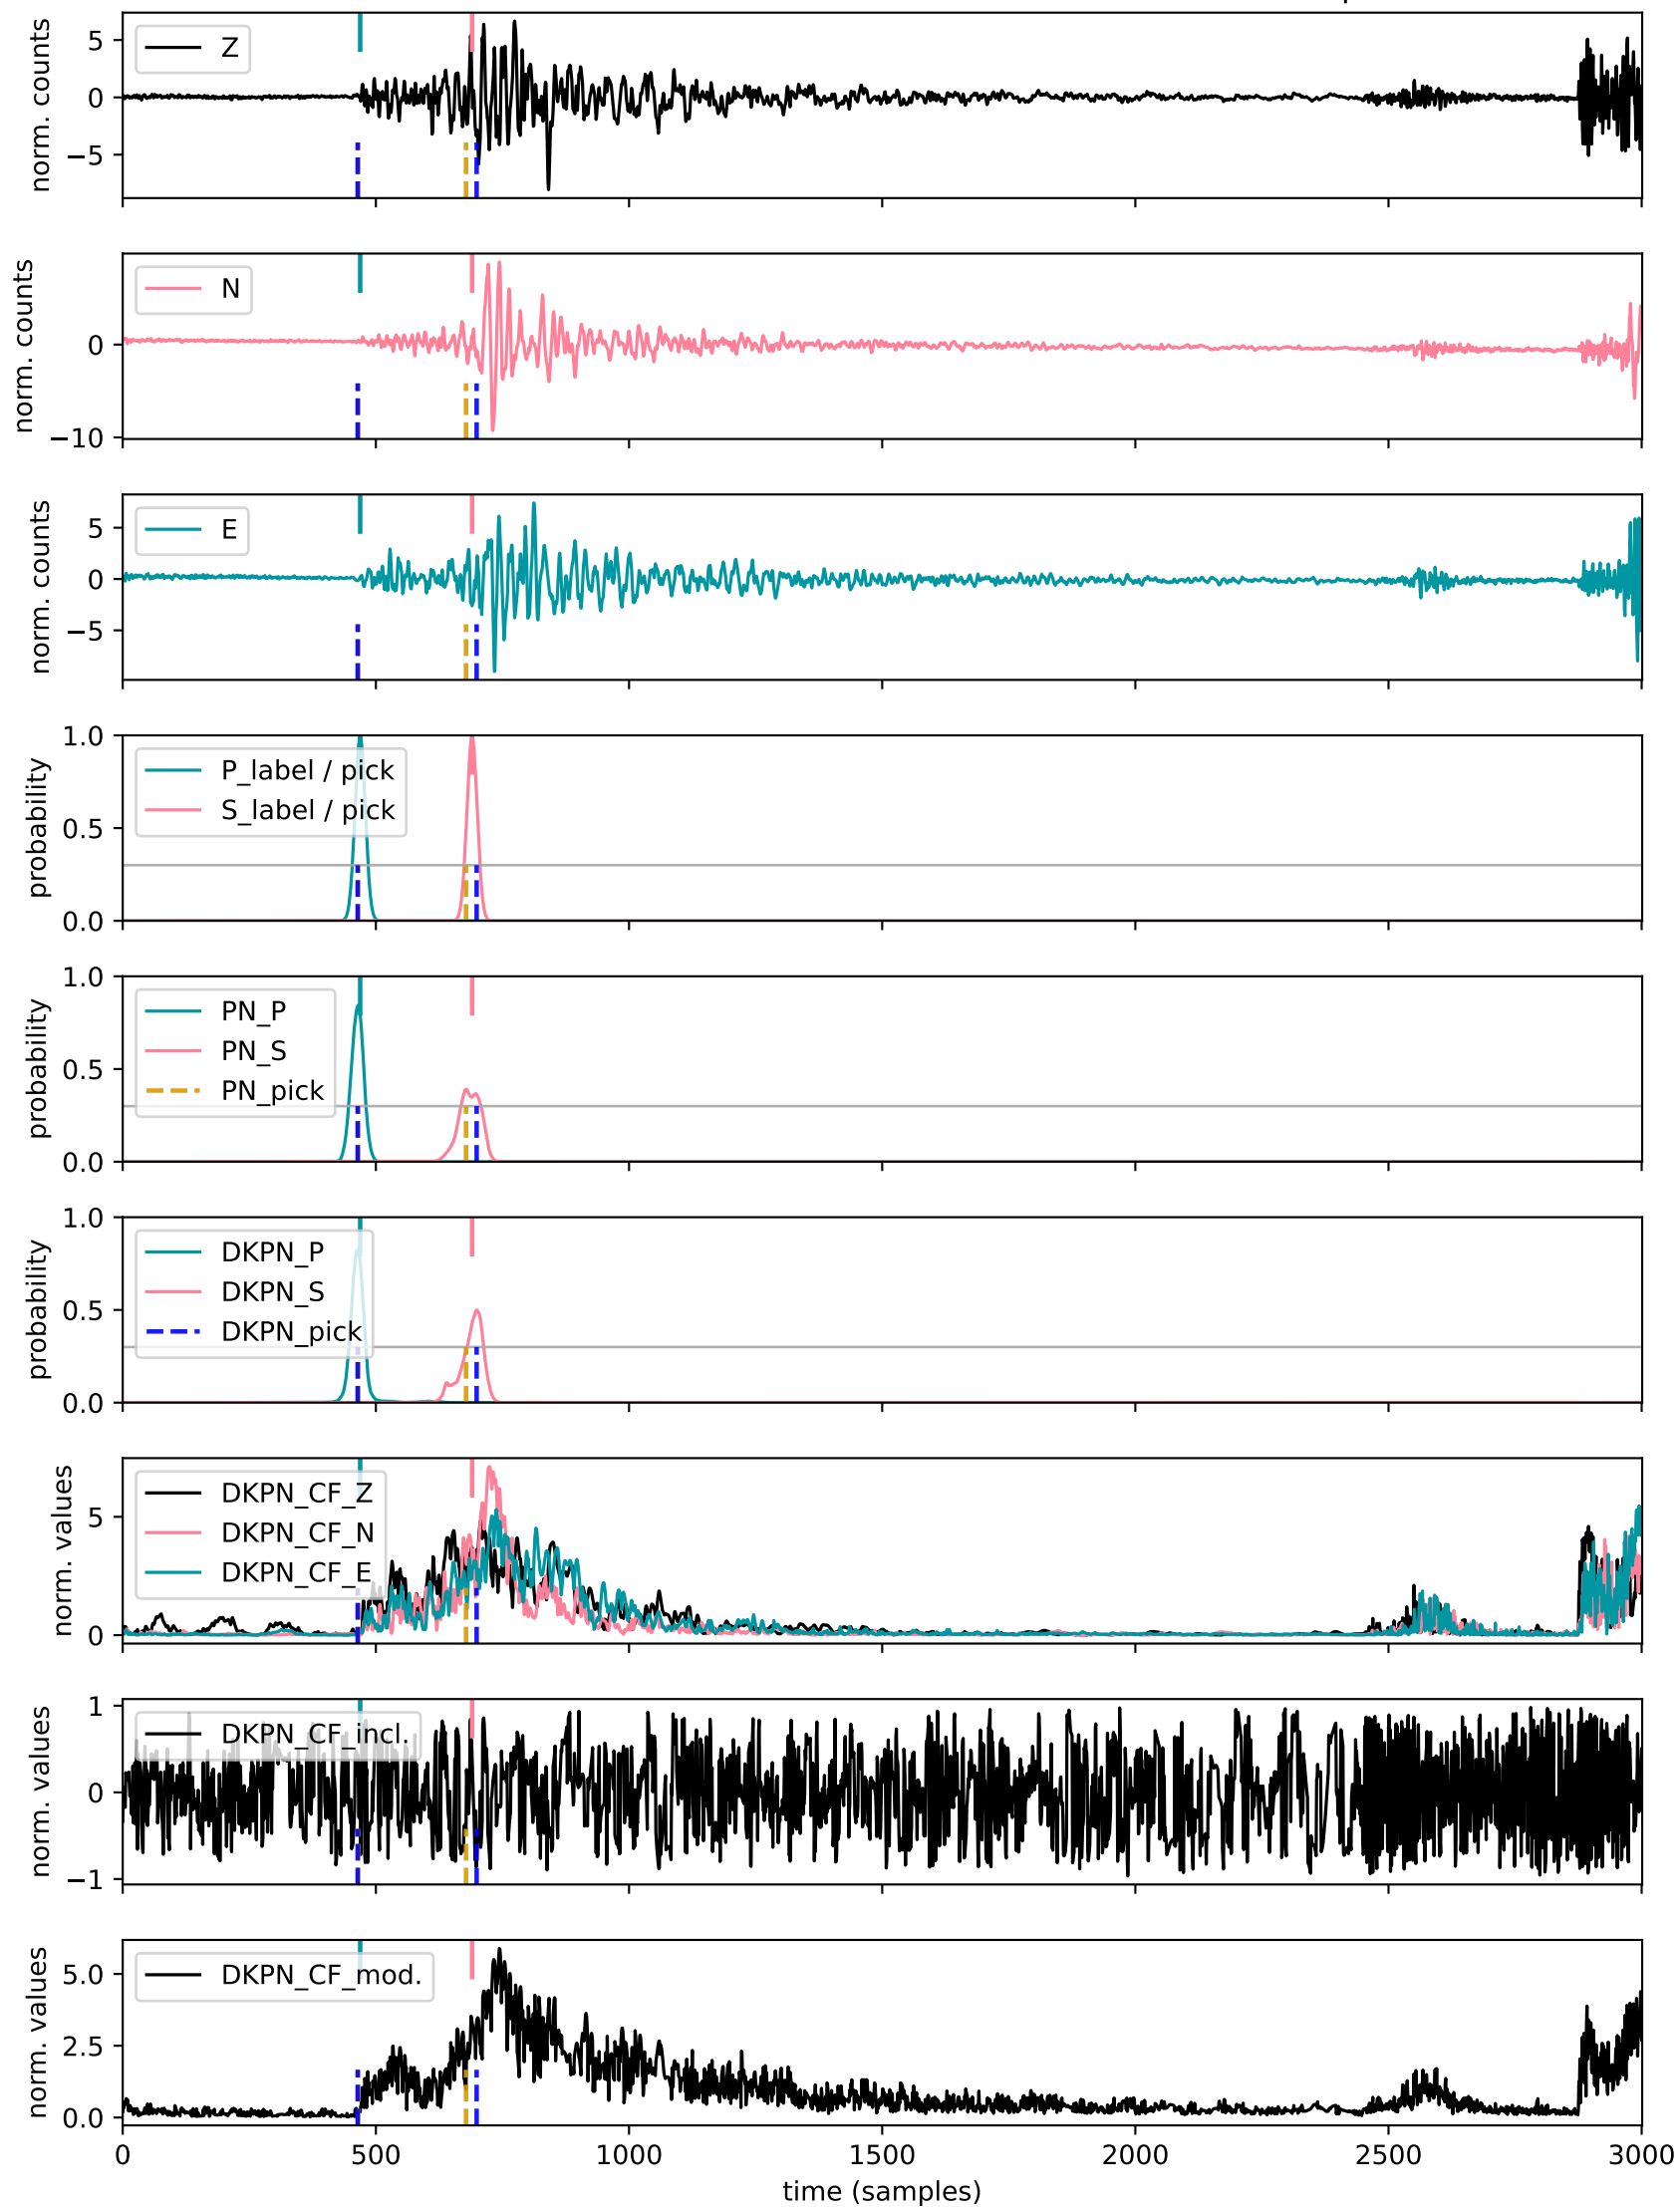 norm. counts
5
0
−5
Z
norm. counts
0
−10
N
norm. counts
5
0
−5
E
probability
1.0
0.5
0.0
P_label / pick
S_label / pick
probability
1.0
0.5
0.0
PN_P
PN_S
PN_pick
probability
1.0
0.5
0.0
DKPN_P
DKPN_S
DKPN_pick
norm. values
5
0
DKPN_CF_Z
DKPN_CF_N
DKPN_CF_E
norm. values
1
0
−1
DKPN_CF_incl.
norm. values
5.0
2.5
0.0
DKPN_CF_mod.
0 500 1000 1500 2000 2500 3000
time (samples)